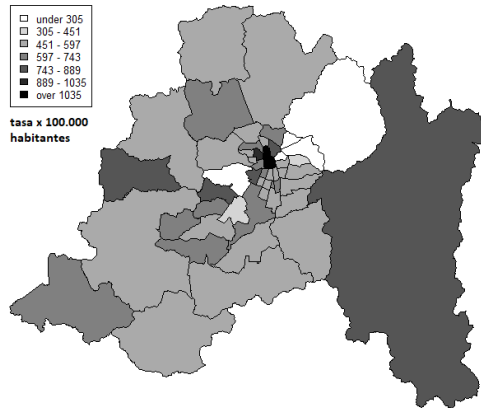 under 305
305 - 451
451 - 597
597 - 743
743 - 889
889 - 1035
over 1035
tasa x 100.000
habitantes